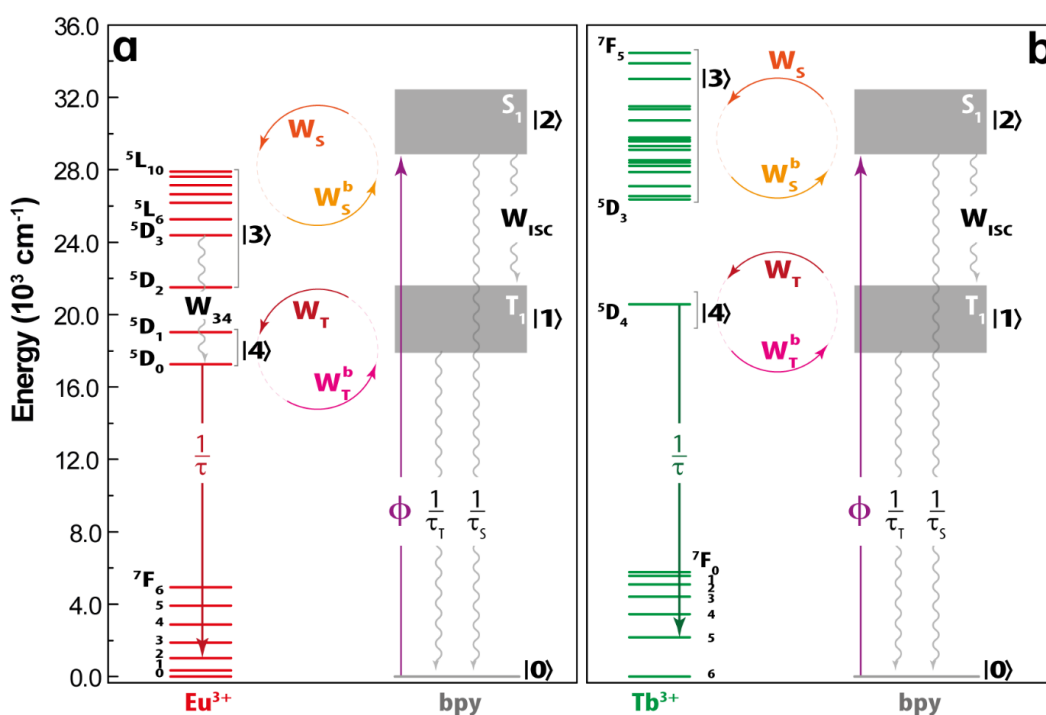 a
Energy (10³ cm⁻¹)
36.0
32.0
28.0
24.0
20.0
16.0
12.0
8.0
4.0
0.0
⁵L₁₀
⁵L₆
⁵D₃
⁵D₂
⁵D₁
⁵D₀
|3⟩
|4⟩
W₃₄
1/τ
⁷F₆
5
4
3
2
1
0
W_S
W_S^b
W_T
W_T^b
S₁
|2⟩
W_ISC
T₁
|1⟩
ϕ
1/τ_T
1/τ_S
|0⟩
Eu³⁺
bpy
b
⁷F₅
|3⟩
⁵D₃
⁵D₄
|4⟩
1/τ
⁷F₀
1
2
3
4
5
6
W_S
W_S^b
W_T
W_T^b
S₁
|2⟩
W_ISC
T₁
|1⟩
ϕ
1/τ_T
1/τ_S
|0⟩
Tb³⁺
bpy